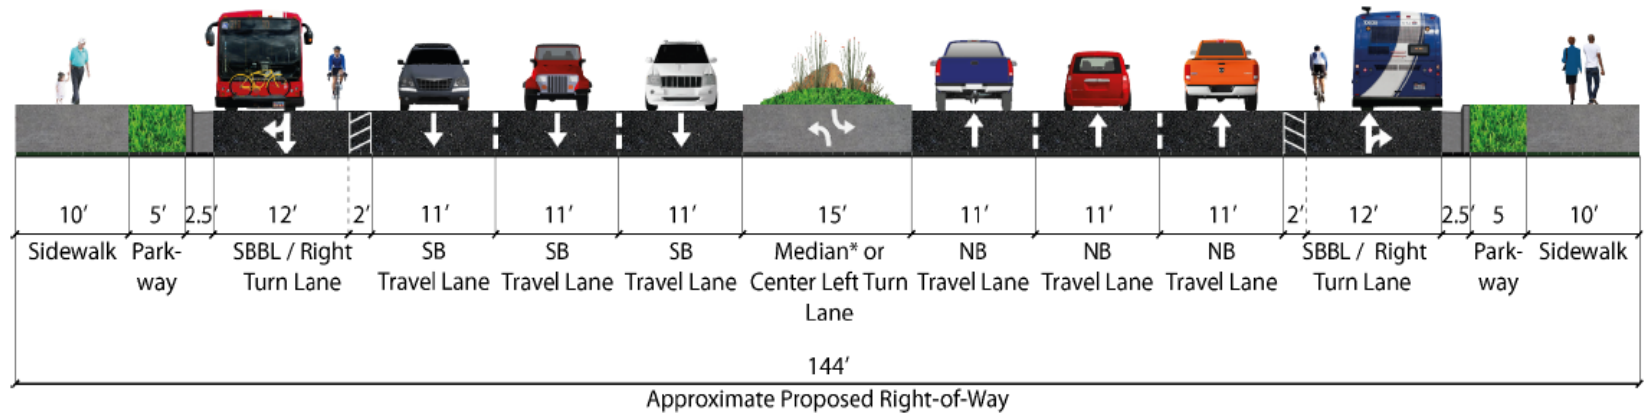 10′ 5′ 2.5′ 12′ 2′ 11′ 11′ 11′ 15′ 11′ 11′ 11′ 2′ 12′ 2.5′ 5 10′
Sidewalk Park- SBBL / Right SB SB SB Median* or NB NB NB SBBL / Right Park- Sidewalk
way Turn Lane Travel Lane Travel Lane Travel Lane Center Left Turn Travel Lane Travel Lane Travel Lane Turn Lane way
Lane
144′
Approximate Proposed Right-of-Way